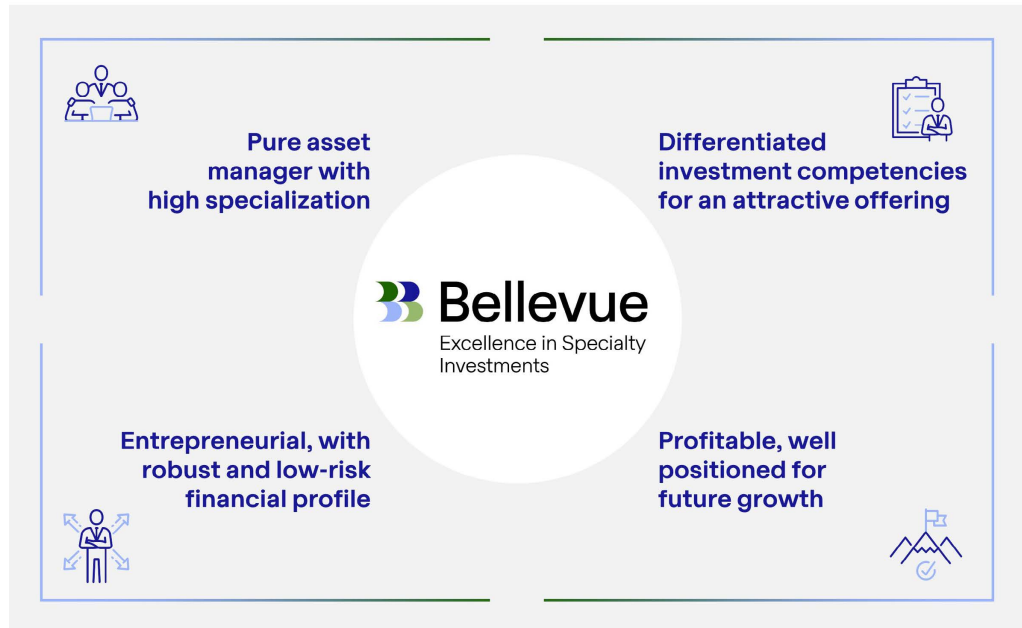 Pure asset
manager with
high specialization
Differentiated
investment competencies
for an attractive offering
Bellevue
Excellence in Specialty
Investments
Entrepreneurial, with
robust and low-risk
financial profile
Profitable, well
positioned for
future growth